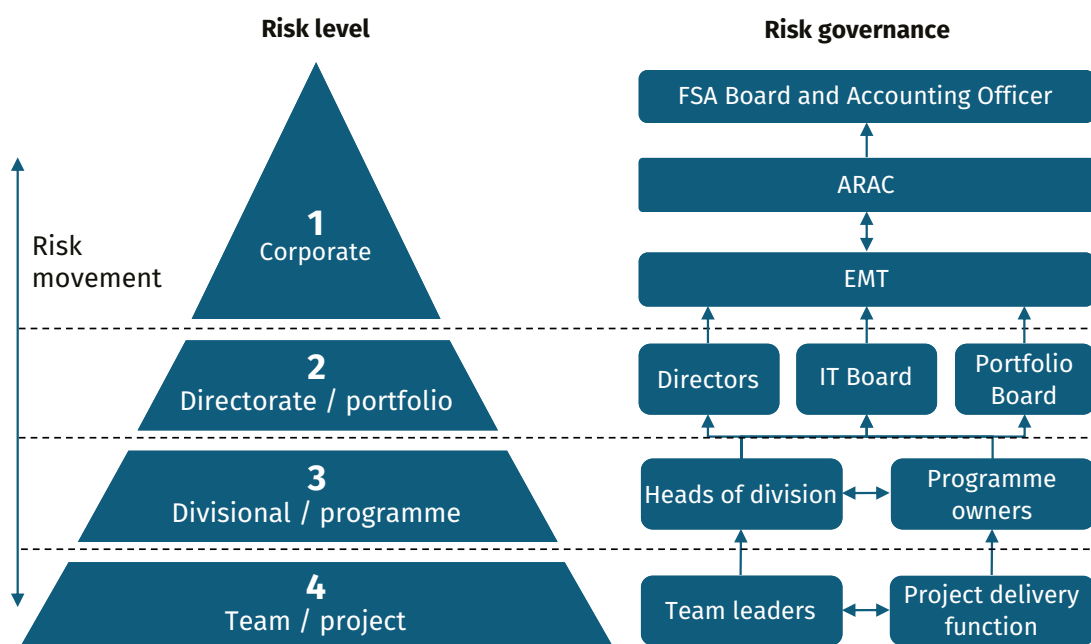 Risk level
Risk governance
Risk
movement
1
Corporate
2
Directorate / portfolio
3
Divisional / programme
4
Team / project
FSA Board and Accounting Officer
ARAC
EMT
Directors
IT Board
Portfolio
Board
Heads of division
Programme
owners
Team leaders
Project delivery
function